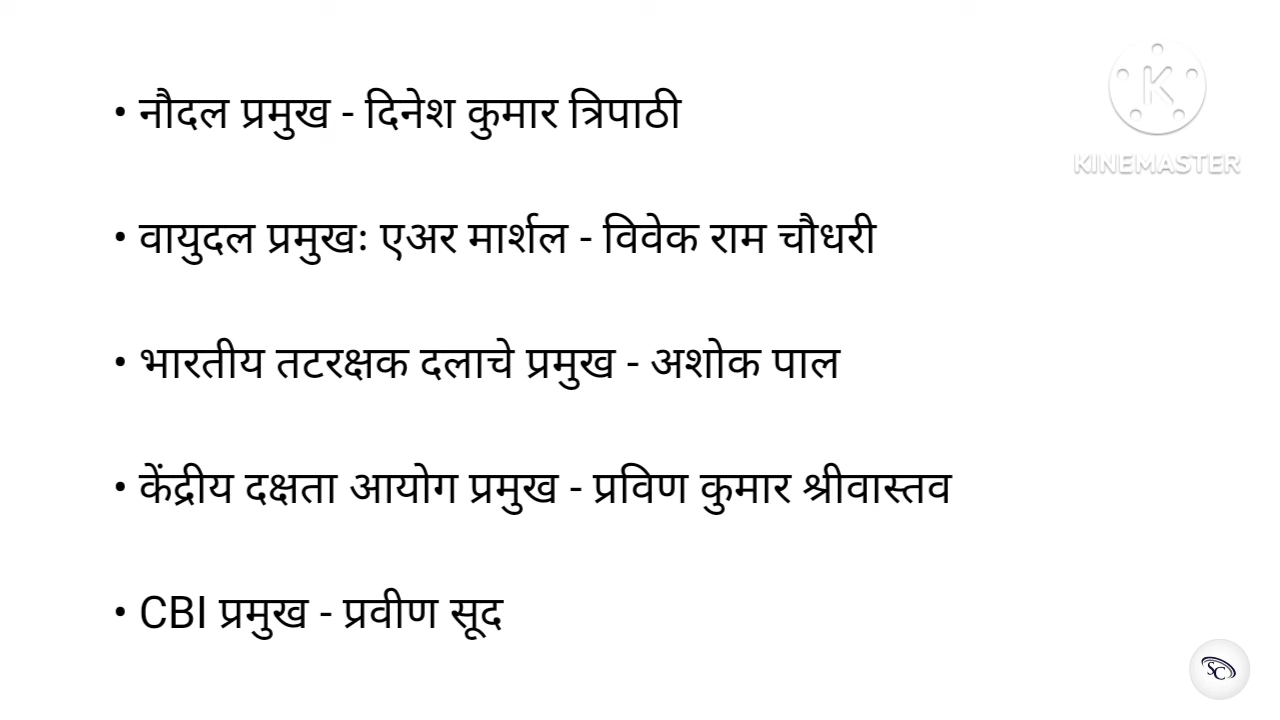 • नौदल प्रमुख - दिनेश कुमार त्रिपाठी
KINEMASTER
• वायुदल प्रमुखः एअर मार्शल - विवेक राम चौधरी
• भारतीय तटरक्षक दलाचे प्रमुख - अशोक पाल
• केंद्रीय दक्षता आयोग प्रमुख - प्रविण कुमार श्रीवास्तव
• CBI प्रमुख - प्रवीण सूद
SC